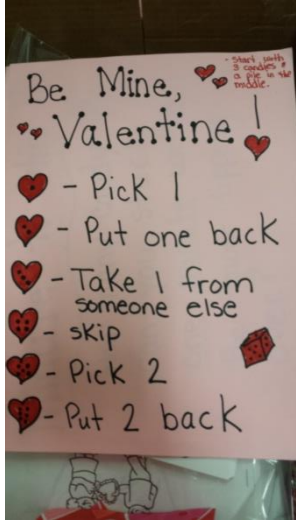 - Start with
3 candies &
a pile in the
middle.
Be Mine,
Valentine!
- Pick 1
- Put one back
- Take 1 from
someone else
- skip
- Pick 2
- Put 2 back